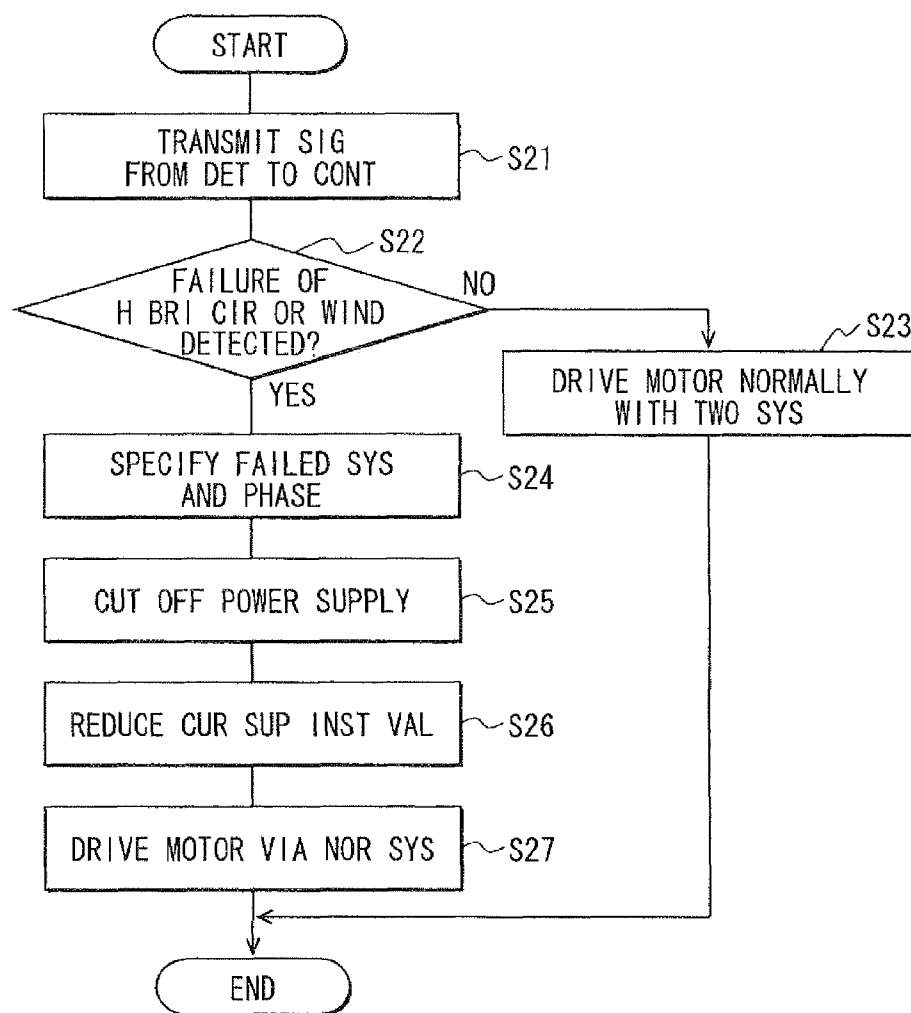 START
TRANSMIT SIG
FROM DET TO CONT
S21
S22
FAILURE OF
H BRI CIR OR WIND
DETECTED?
NO
YES
S23
DRIVE MOTOR NORMALLY
WITH TWO SYS
SPECIFY FAILED SYS
AND PHASE
S24
CUT OFF POWER SUPPLY
S25
REDUCE CUR SUP INST VAL
S26
DRIVE MOTOR VIA NOR SYS
S27
END